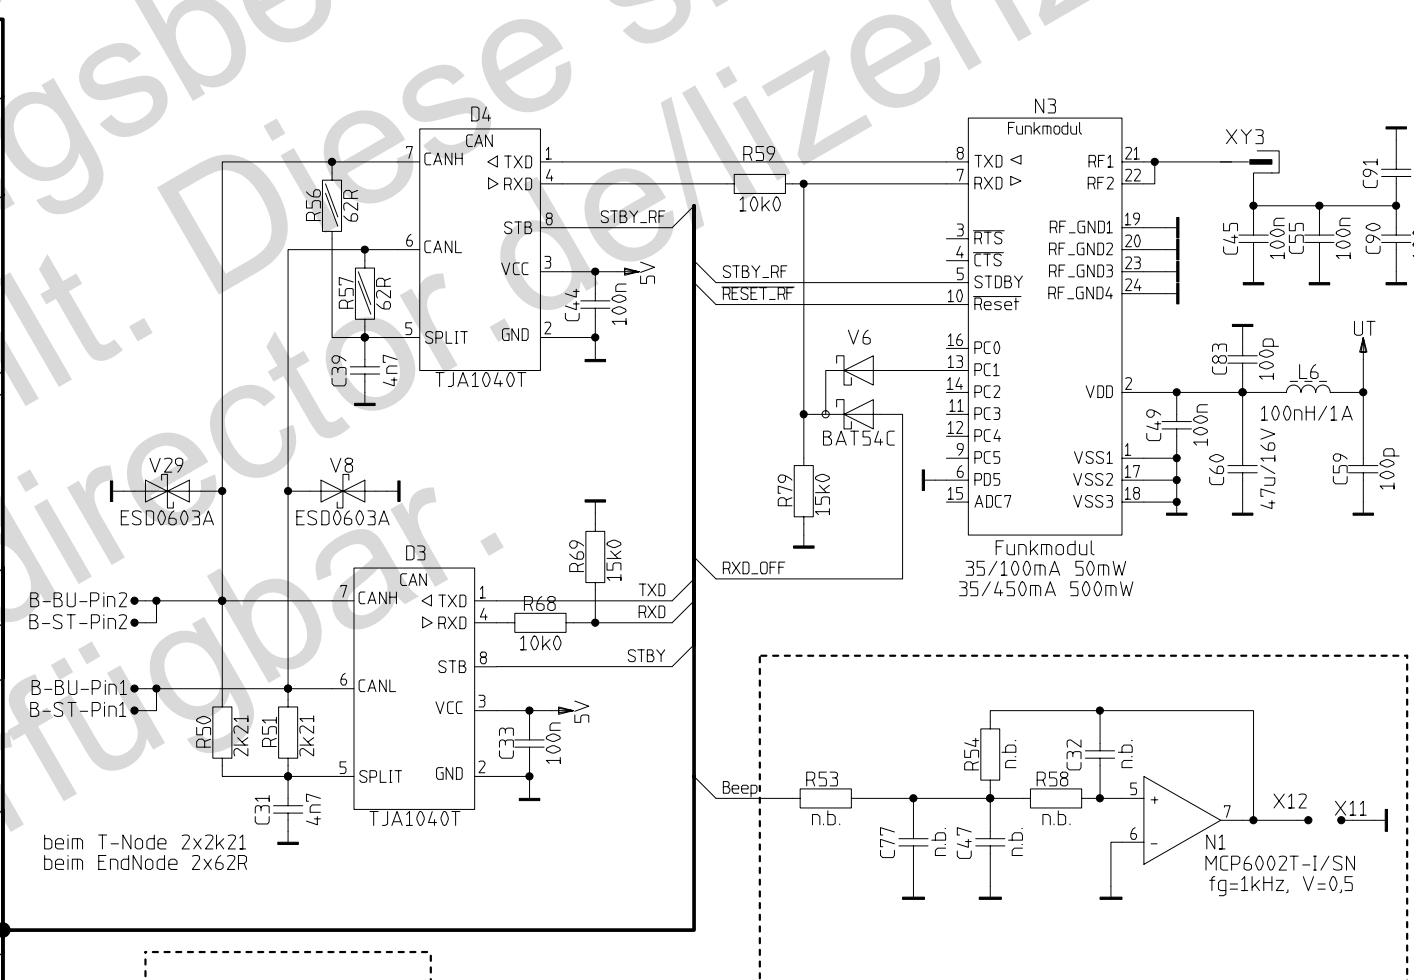 gsbe
lt. Diese s
director.de/lizenz
rfügbar.
D4
CAN
7 CANH
TXD 1
RXD 4
R56
62R
STB 8
STBY_RF
6 CANL
VCC 3
5V
R57
62R
C44
100n
5 SPLIT
GND 2
C39
4n7
TJA1040T
R59
10k0
N3
Funkmodul
8 TXD
7 RXD
3 RTS
4 CTS
5 STDBY
10 Reset
16 PC0
13 PC1
14 PC2
11 PC3
12 PC4
9 PC5
6 PD5
15 ADC7
RF1 21
RF2 22
RF_GND1 19
RF_GND2 20
RF_GND3 23
RF_GND4 24
VDD 2
VSS1 1
VSS2 17
VSS3 18
Funkmodul
35/100mA 50mW
35/450mA 500mW
STBY_RF
RESET_RF
V6
BAT54C
R79
15k0
RXD_OFF
XY3
C91
C45
100n
C55
100n
C90
C83
100p
UT
L6
100nH/1A
C49
100n
C60
47u/16V
C59
100p
V29
ESD0603A
V8
ESD0603A
D3
CAN
7 CANH
TXD 1
RXD 4
R68
10k0
R69
15k0
TXD
RXD
STB 8
STBY
B-BU-Pin2
B-ST-Pin2
B-BU-Pin1
B-ST-Pin1
6 CANL
VCC 3
5V
R50
2k21
R51
2k21
C33
100n
5 SPLIT
GND 2
C31
4n7
TJA1040T
beim T-Node 2x2k21
beim EndNode 2x62R
Beep
R53
n.b.
R54
n.b.
C32
n.b.
R58
n.b.
C77
n.b.
C47
n.b.
5 +
6 -
7
X12
X11
N1
MCP6002T-I/SN
fg=1kHz, V=0,5